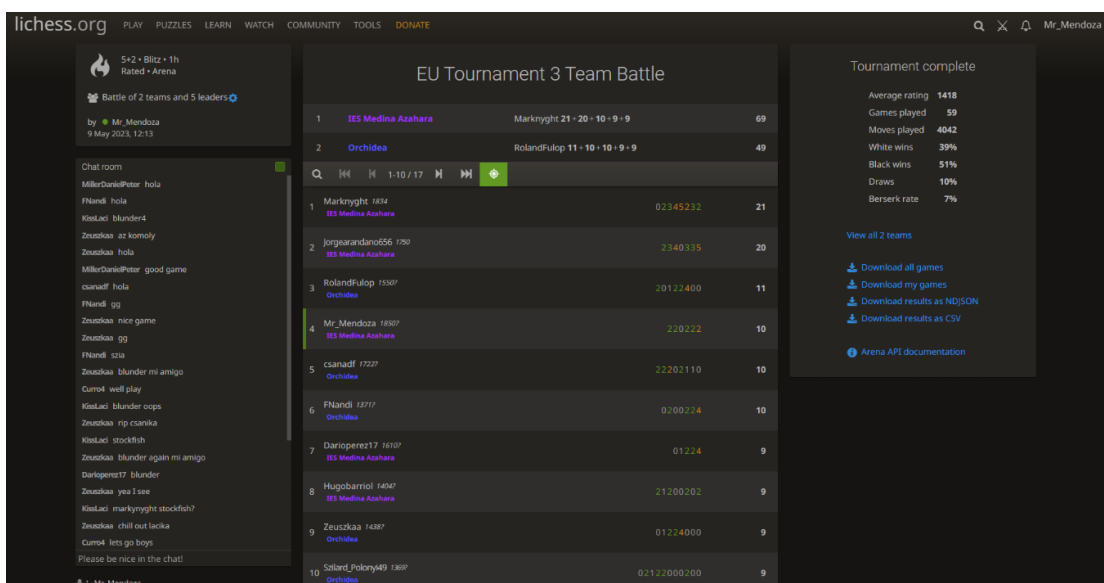 lichess.org PLAY PUZZLES LEARN WATCH COMMUNITY TOOLS DONATE Mr_Mendoza
5+2 • Blitz • 1h
Rated • Arena
Battle of 2 teams and 5 leaders
by Mr_Mendoza
9 May 2023, 12:13
Chat room
MillerDanielPeter hola
FNandi hola
KissLaci blunder4
Zeuszkaa az komoly
Zeuszkaa hola
MillerDanielPeter good game
csanadf hola
FNandi gg
Zeuszkaa nice game
Zeuszkaa gg
FNandi szia
Zeuszkaa blunder mi amigo
Curro4 well play
KissLaci blunder oops
Zeuszkaa rip csanika
KissLaci stockfish
Zeuszkaa blunder again mi amigo
Darioperez17 blunder
Zeuszkaa yea I see
KissLaci markynyght stockfish?
Zeuszkaa chill out lacika
Curro4 lets go boys
Please be nice in the chat!
1 Mr_Mendoza
EU Tournament 3 Team Battle
1 IES Medina Azahara Marknyght 21+20+10+9+9 69
2 Orchidea RolandFulop 11+10+10+9+9 49
1-10 / 17
1 Marknyght 1834 02345232 21
IES Medina Azahara
2 Jorgearandano656 1750 2340335 20
IES Medina Azahara
3 RolandFulop 1550? 20122400 11
Orchidea
4 Mr_Mendoza 1850? 220222 10
IES Medina Azahara
5 csanadf 1722? 22202110 10
Orchidea
6 FNandi 1371? 0200224 10
Orchidea
7 Darioperez17 1610? 01224 9
IES Medina Azahara
8 Hugobarriol 1404? 21200202 9
IES Medina Azahara
9 Zeuszkaa 1438? 01224000 9
Orchidea
10 Szilard_Polonyi49 1369? 02122000200 9
Orchidea
Tournament complete
Average rating 1418
Games played 59
Moves played 4042
White wins 39%
Black wins 51%
Draws 10%
Berserk rate 7%
View all 2 teams
Download all games
Download my games
Download results as NDJSON
Download results as CSV
Arena API documentation